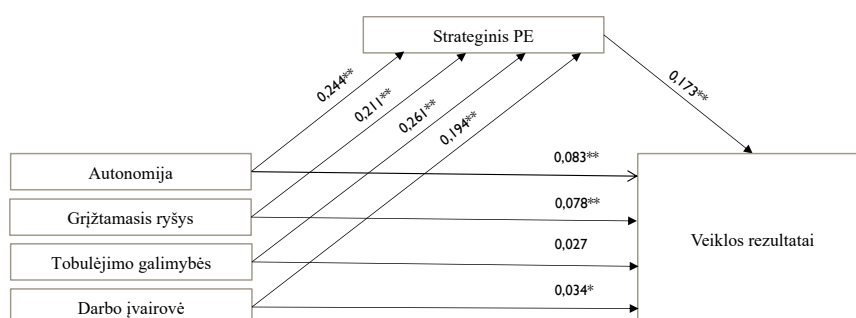 Strateginis PE
0,244**
0,211**
0,261**
0,194**
0,173**
Autonomija
0,083**
Grįžtamasis ryšys
0,078**
Veiklos rezultatai
Tobulėjimo galimybės
0,027
Darbo įvairovė
0,034*